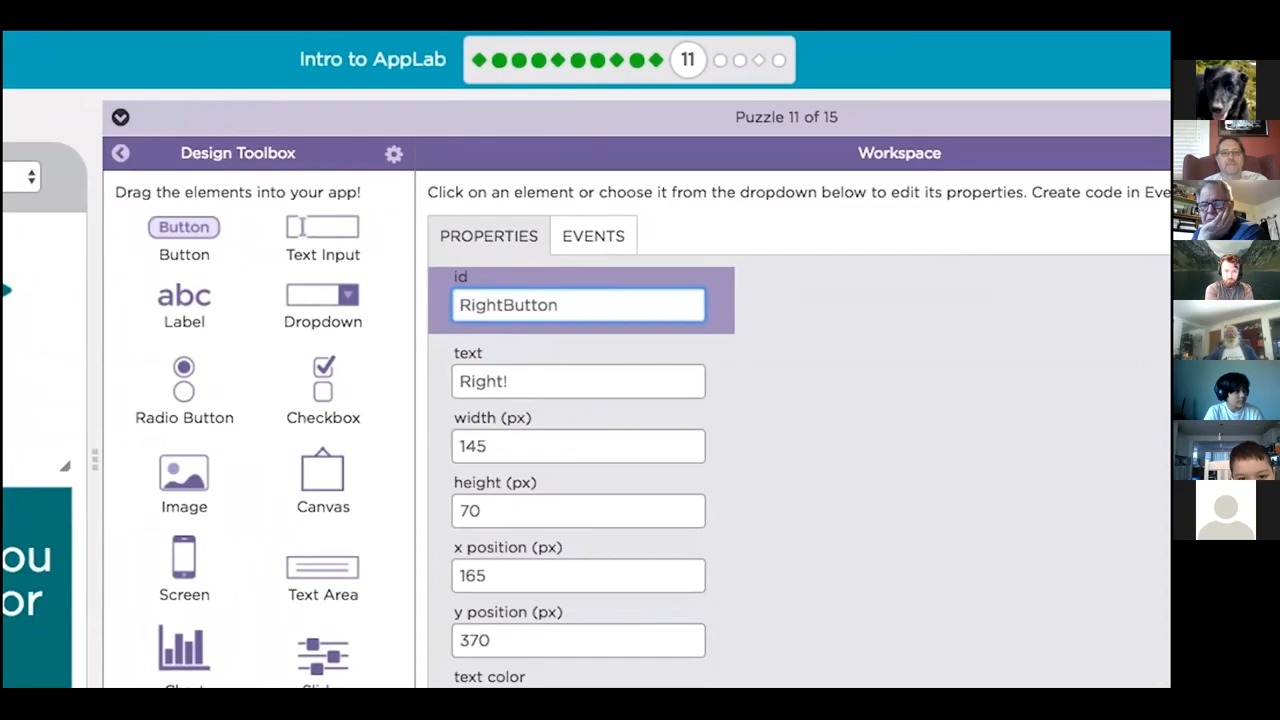 Intro to AppLab
11
Puzzle 11 of 15
Design Toolbox
Workspace
Drag the elements into your app!
Click on an element or choose it from the dropdown below to edit its properties. Create code in Eve
Button
Button
Text Input
abc
Label
Dropdown
Radio Button
Checkbox
Image
Canvas
Screen
Text Area
PROPERTIES
EVENTS
id
RightButton
text
Right!
width (px)
145
height (px)
70
x position (px)
165
y position (px)
370
text color
ou
or